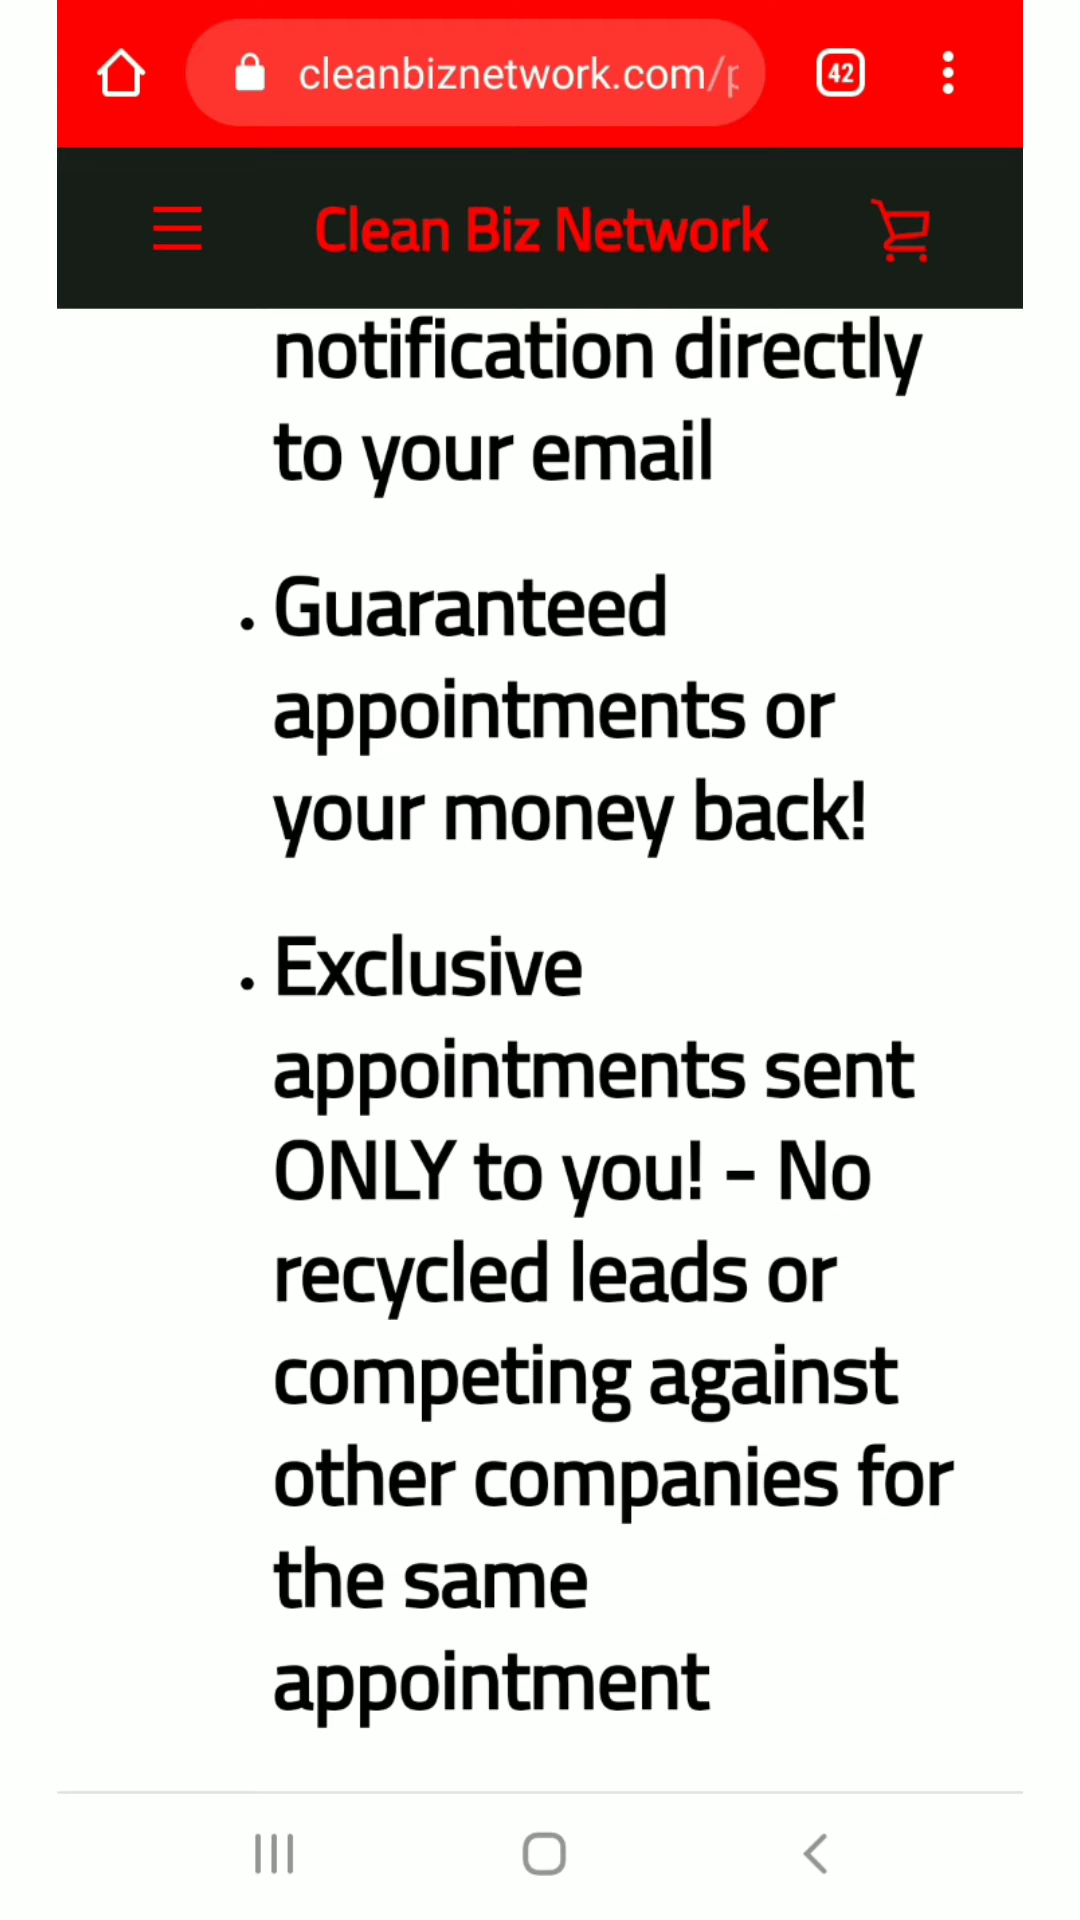 cleanbiznetwork.com/
42
Clean Biz Network
notification directly
to your email
• Guaranteed
appointments or
your money back!
• Exclusive
appointments sent
ONLY to you! - No
recycled leads or
competing against
other companies for
the same
appointment